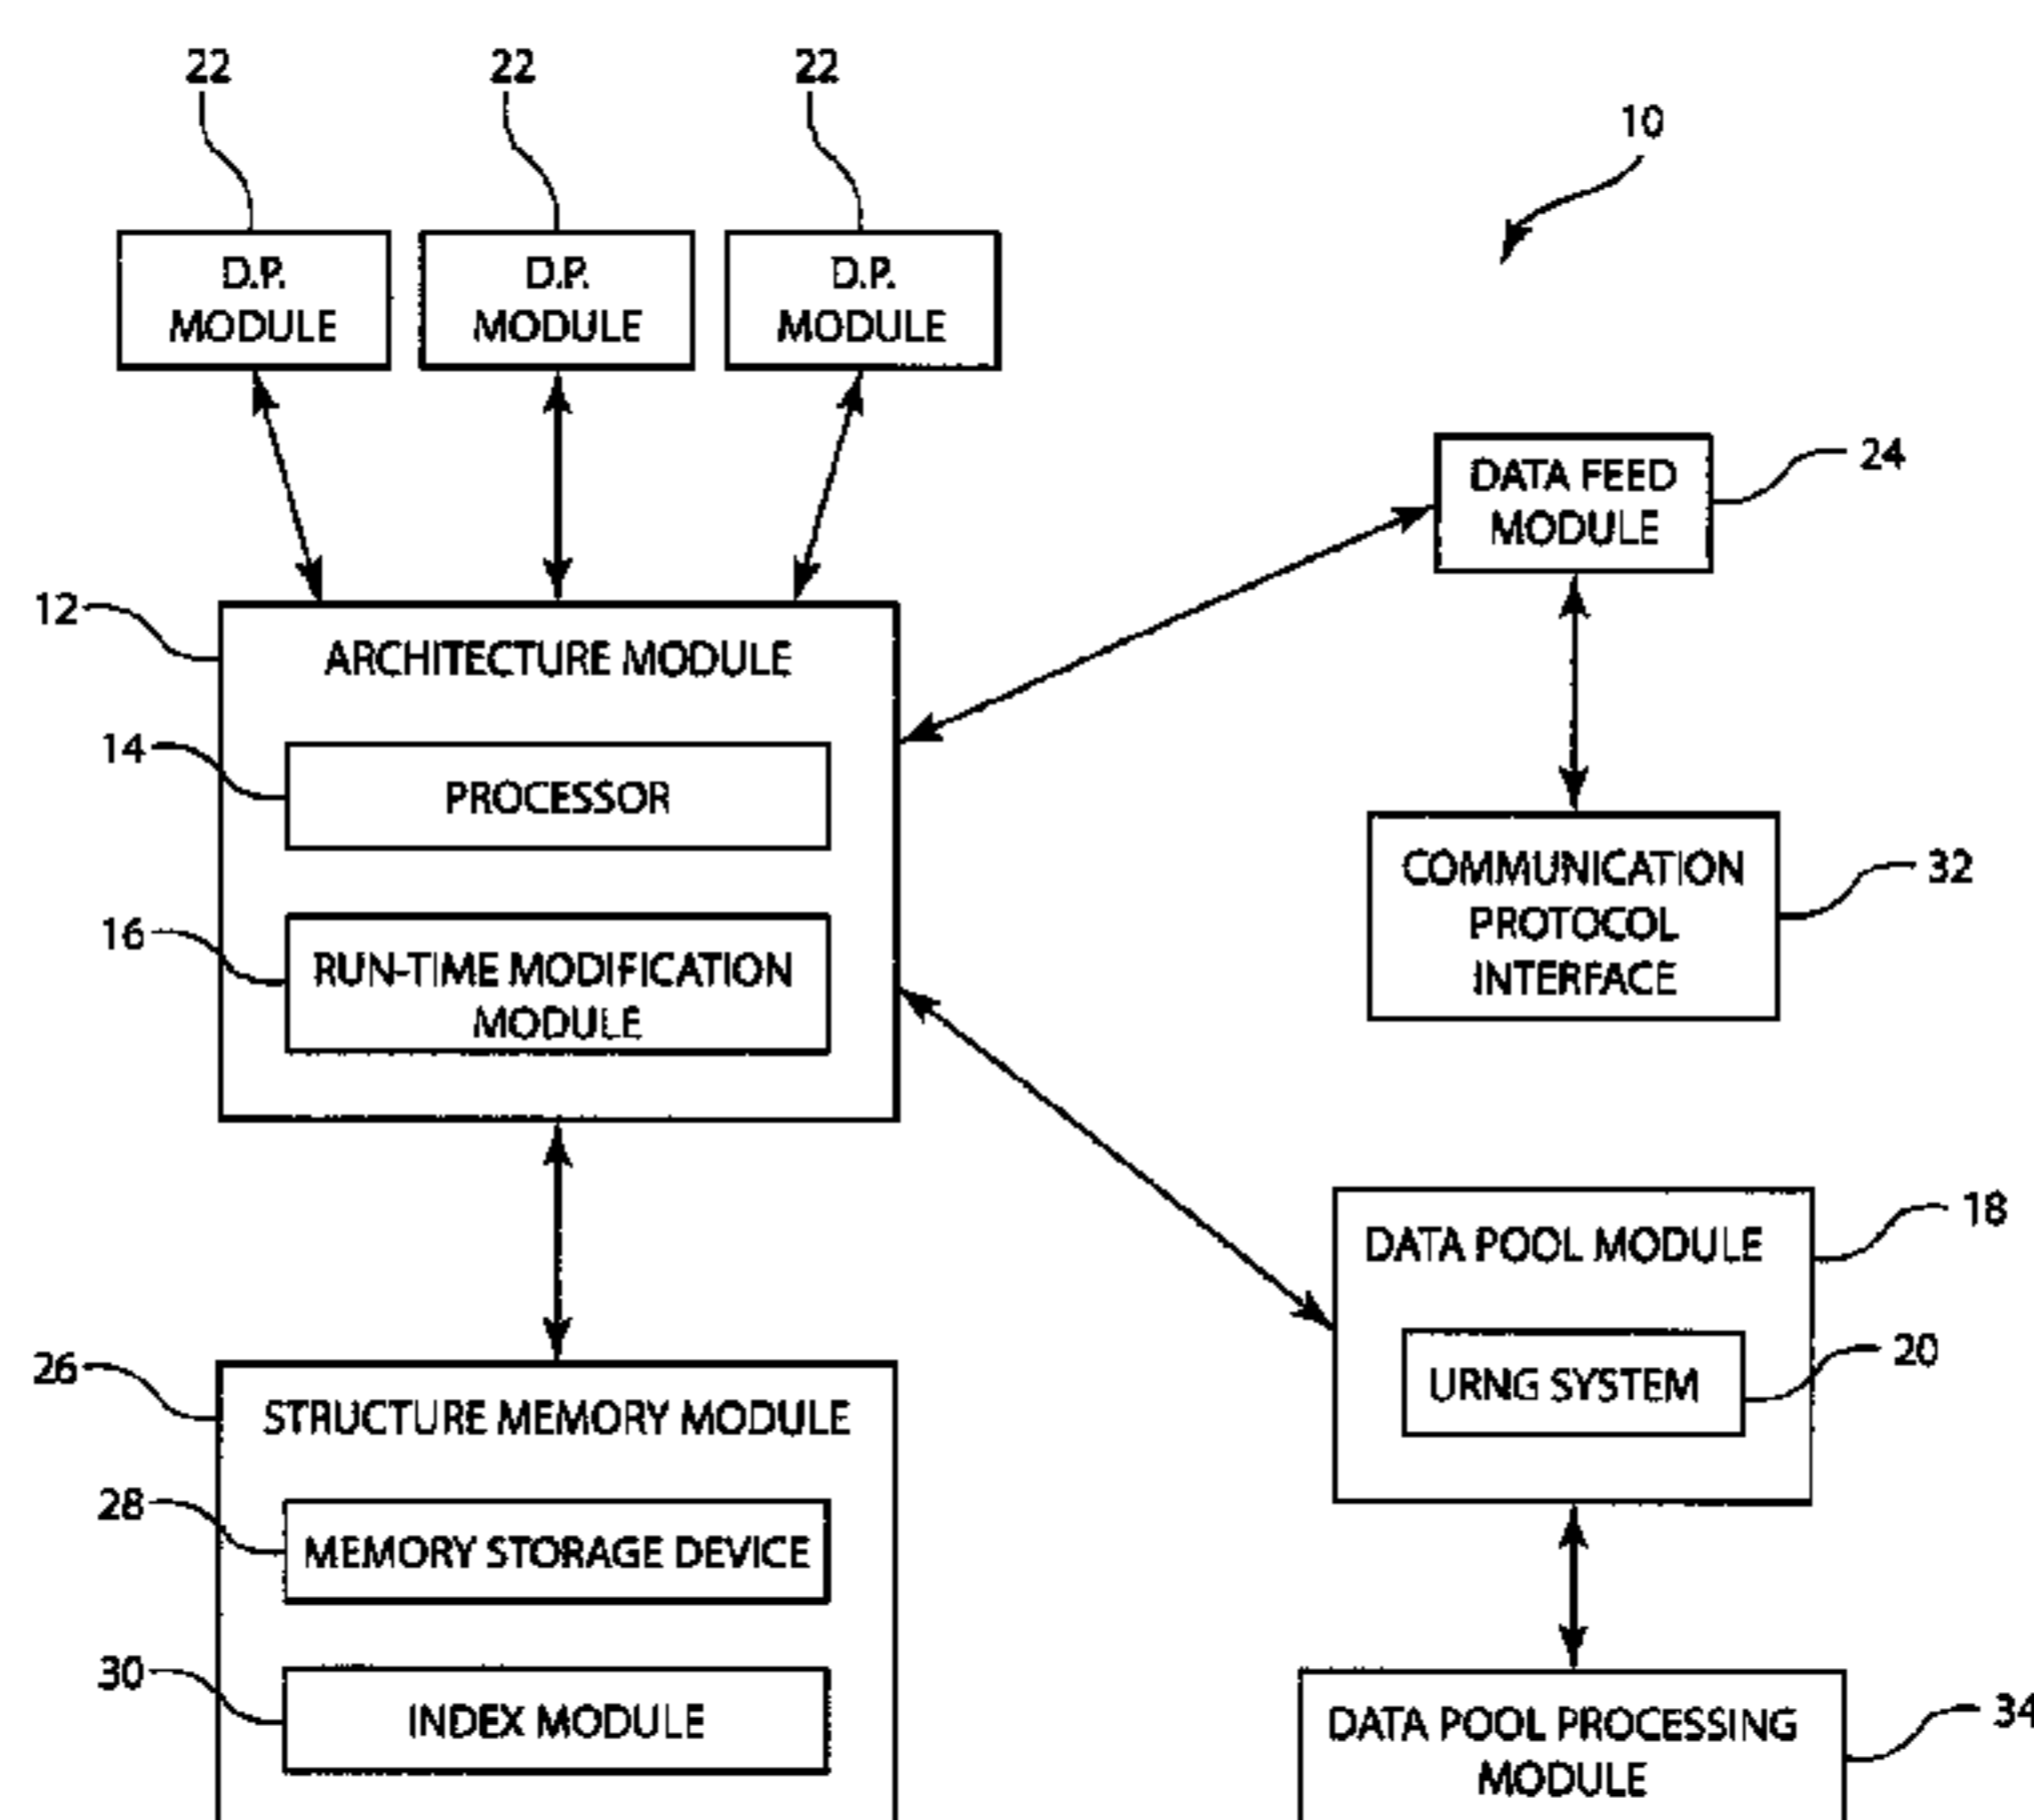 22
22
22
10
D.P.
MODULE
D.P.
MODULE
D.P.
MODULE
DATA FEED
MODULE
24
12
ARCHITECTURE MODULE
14
PROCESSOR
16
RUN-TIME MODIFICATION
MODULE
COMMUNICATION
PROTOCOL
INTERFACE
32
DATA POOL MODULE
18
URNG SYSTEM
20
26
STRUCTURE MEMORY MODULE
28
MEMORY STORAGE DEVICE
30
INDEX MODULE
DATA POOL PROCESSING
MODULE
34